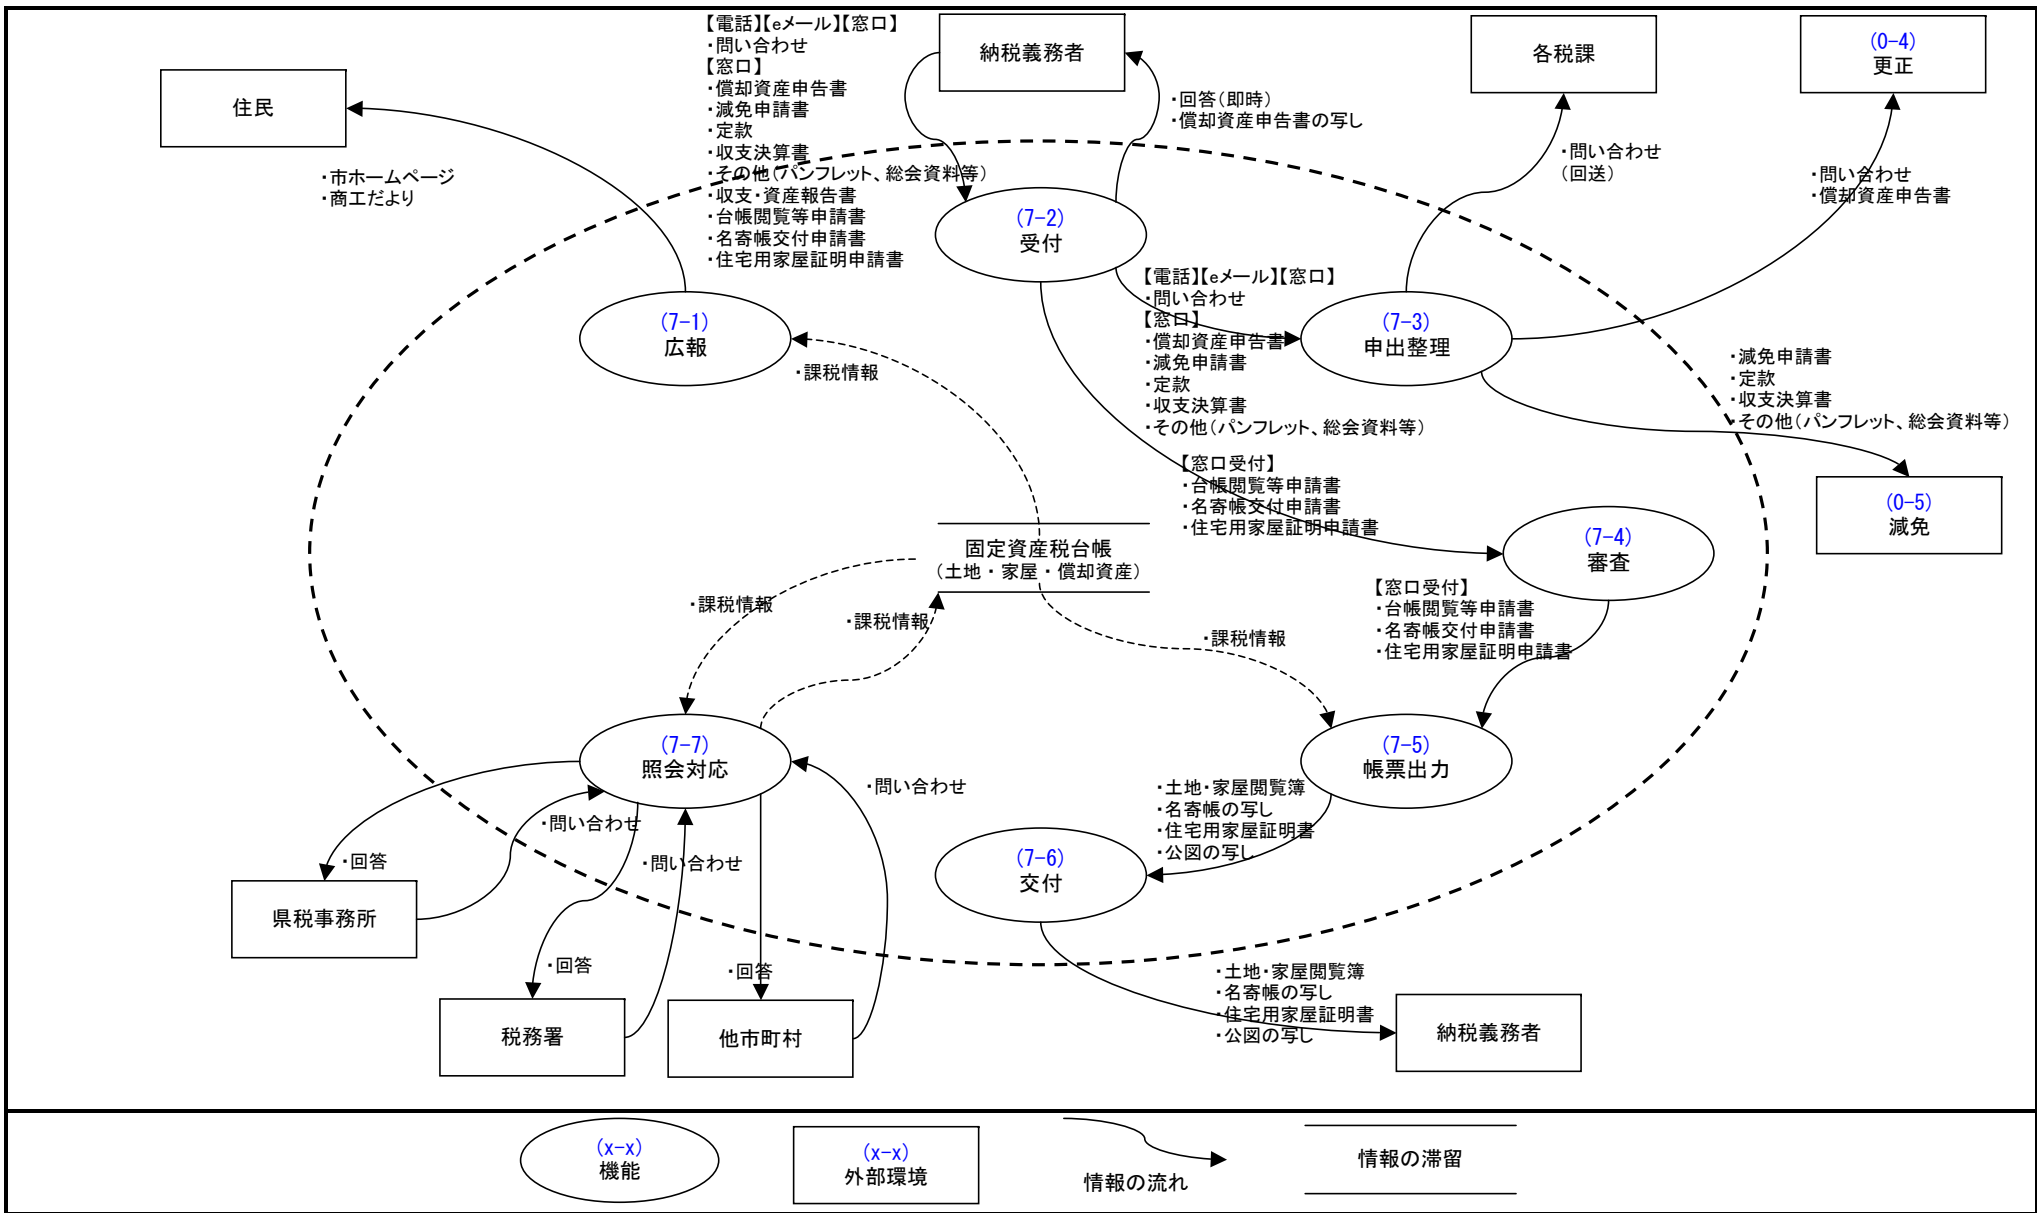 【電話】【eメール】【窓口】
・問い合わせ
【窓口】
・償却資産申告書
・減免申請書
・定款
・収支決算書
・その他(パンフレット、総会資料等)
・収支・資産報告書
・台帳閲覧等申請書
・名寄帳交付申請書
・住宅用家屋証明申請書
納税義務者
・回答(即時)
・償却資産申告書の写し
各税課
・問い合わせ
(回送)
(0-4)
更正
・問い合わせ
・償却資産申告書
住民
・市ホームページ
・商工だより
(7-2)
受付
(7-1)
広報
・課税情報
【電話】【eメール】【窓口】
・問い合わせ
【窓口】
・償却資産申告書
・減免申請書
・定款
・収支決算書
・その他(パンフレット、総会資料等)
(7-3)
申出整理
・減免申請書
・定款
・収支決算書
・その他(パンフレット、総会資料等)
(0-5)
減免
【窓口受付】
・台帳閲覧等申請書
・名寄帳交付申請書
・住宅用家屋証明申請書
(7-4)
審査
固定資産税台帳
(土地・家屋・償却資産)
・課税情報
・課税情報
・課税情報
【窓口受付】
・台帳閲覧等申請書
・名寄帳交付申請書
・住宅用家屋証明申請書
(7-7)
照会対応
(7-5)
帳票出力
・土地・家屋閲覧簿
・名寄帳の写し
・住宅用家屋証明書
・公図の写し
(7-6)
交付
・問い合わせ
・問い合わせ
・問い合わせ
・回答
・回答
・回答
県税事務所
税務署
他市町村
・土地・家屋閲覧簿
・名寄帳の写し
・住宅用家屋証明書
・公図の写し
納税義務者
(x-x)
機能
(x-x)
外部環境
情報の流れ
情報の滞留